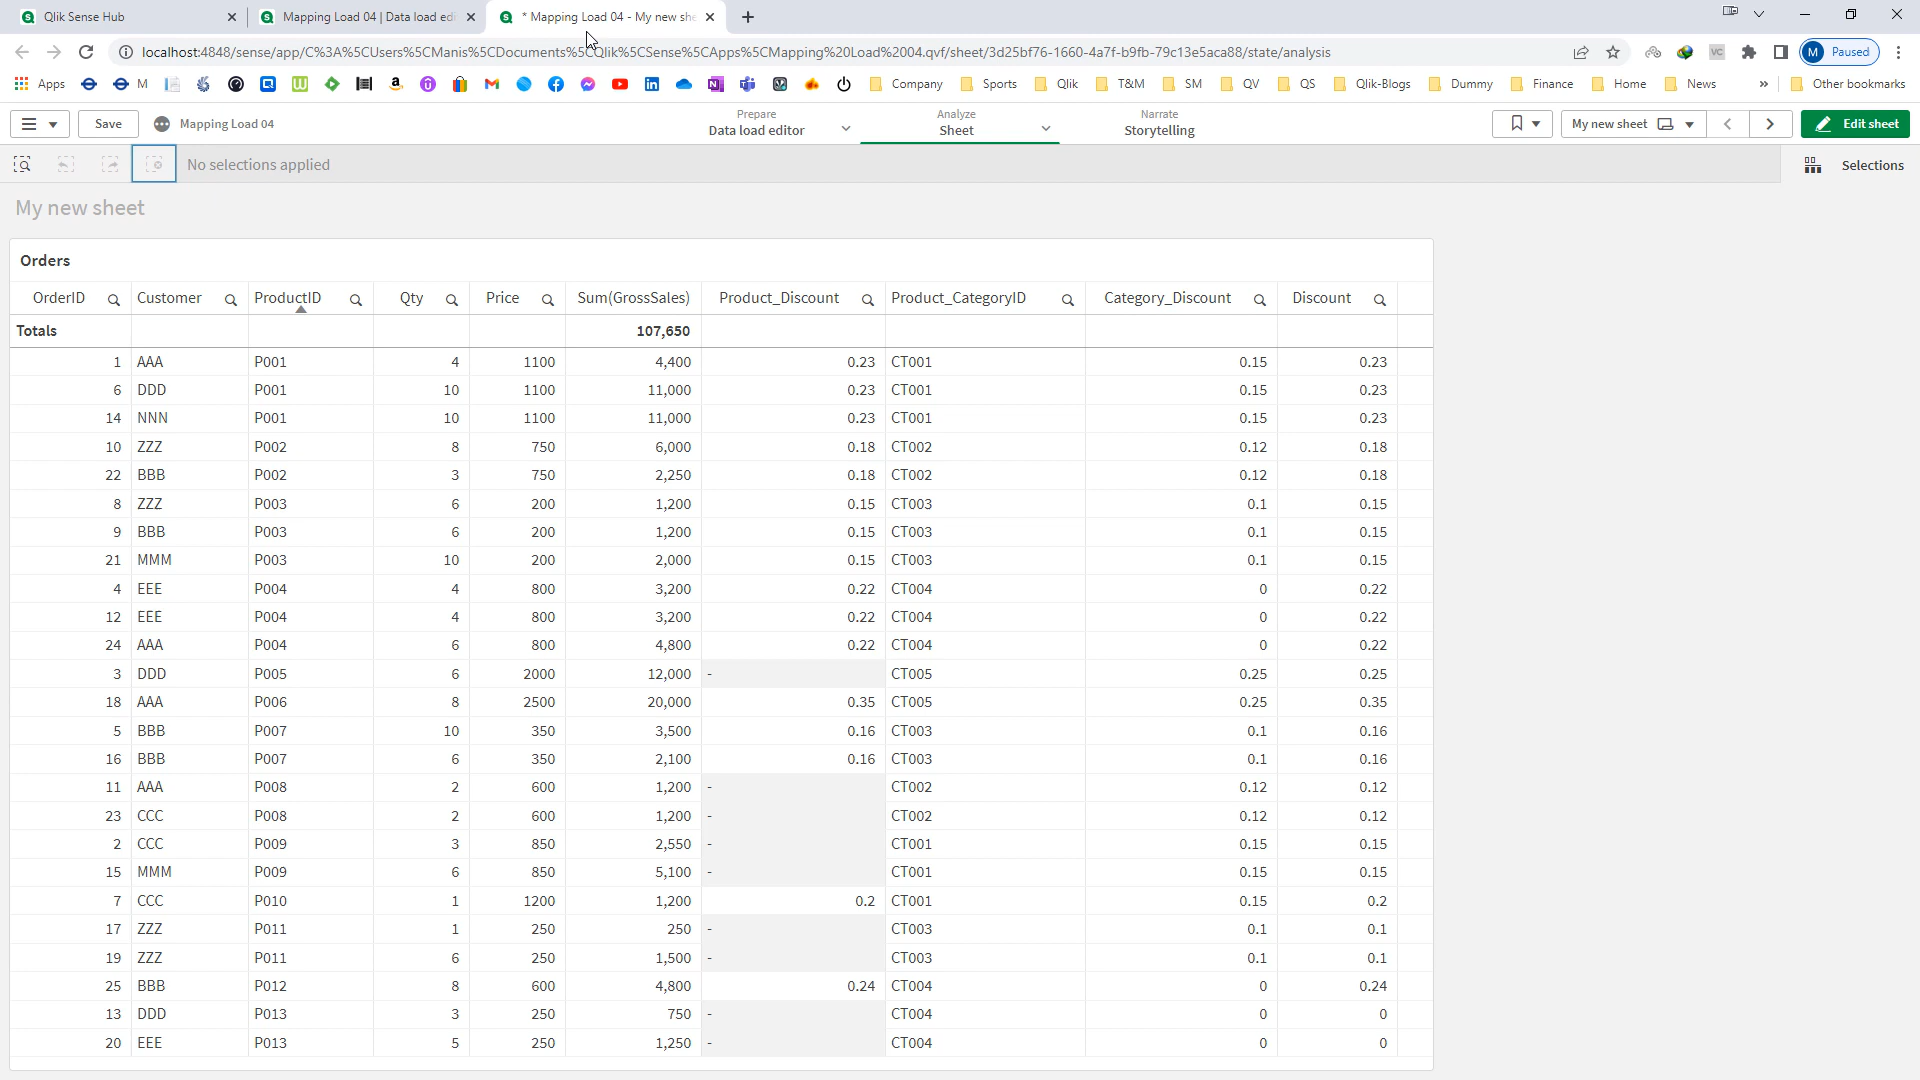 Qlik Sense Hub
Mapping Load 04 | Data load edi
* Mapping Load 04 - My new she
localhost:4848/sense/app/C%3A%5CUsers%5CManis%5CDocuments%5CQlik%5CSense%5CApps%5CMapping%20Load%2004.qvf/sheet/3d25bf76-1660-4a7f-b9fb-79c13e5aca88/state/analysis
M Paused
Apps M Company Sports Qlik T&M SM QV QS Qlik-Blogs Dummy Finance Home News » Other bookmarks
Save Mapping Load 04
Prepare
Data load editor
Analyze
Sheet
Narrate
Storytelling
My new sheet
Edit sheet
No selections applied
Selections
My new sheet
Orders
OrderID Customer ProductID Qty Price Sum(GrossSales) Product_Discount Product_CategoryID Category_Discount Discount
Totals 107,650
1 AAA P001 4 1100 4,400 0.23 CT001 0.15 0.23
6 DDD P001 10 1100 11,000 0.23 CT001 0.15 0.23
14 NNN P001 10 1100 11,000 0.23 CT001 0.15 0.23
10 ZZZ P002 8 750 6,000 0.18 CT002 0.12 0.18
22 BBB P002 3 750 2,250 0.18 CT002 0.12 0.18
8 ZZZ P003 6 200 1,200 0.15 CT003 0.1 0.15
9 BBB P003 6 200 1,200 0.15 CT003 0.1 0.15
21 MMM P003 10 200 2,000 0.15 CT003 0.1 0.15
4 EEE P004 4 800 3,200 0.22 CT004 0 0.22
12 EEE P004 4 800 3,200 0.22 CT004 0 0.22
24 AAA P004 6 800 4,800 0.22 CT004 0 0.22
3 DDD P005 6 2000 12,000 - CT005 0.25 0.25
18 AAA P006 8 2500 20,000 0.35 CT005 0.25 0.35
5 BBB P007 10 350 3,500 0.16 CT003 0.1 0.16
16 BBB P007 6 350 2,100 0.16 CT003 0.1 0.16
11 AAA P008 2 600 1,200 - CT002 0.12 0.12
23 CCC P008 2 600 1,200 - CT002 0.12 0.12
2 CCC P009 3 850 2,550 - CT001 0.15 0.15
15 MMM P009 6 850 5,100 - CT001 0.15 0.15
7 CCC P010 1 1200 1,200 0.2 CT001 0.15 0.2
17 ZZZ P011 1 250 250 - CT003 0.1 0.1
19 ZZZ P011 6 250 1,500 - CT003 0.1 0.1
25 BBB P012 8 600 4,800 0.24 CT004 0 0.24
13 DDD P013 3 250 750 - CT004 0 0
20 EEE P013 5 250 1,250 - CT004 0 0